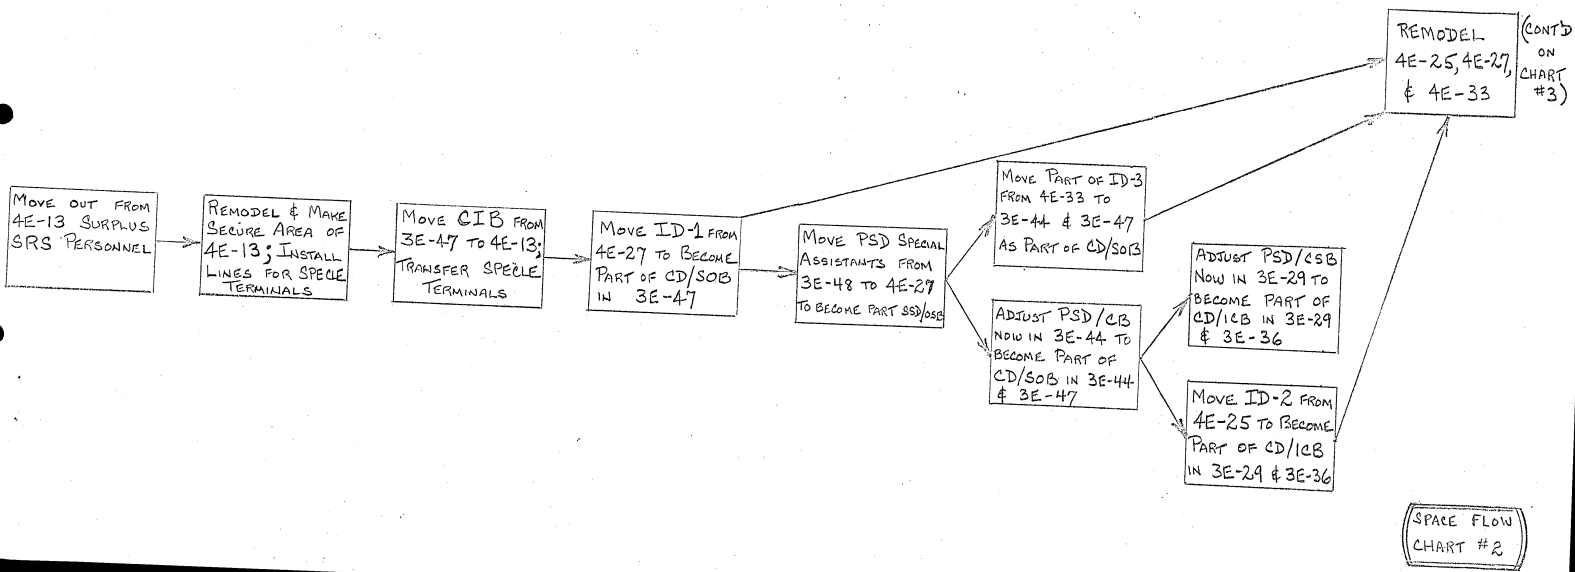 MOVE OUT FROM
4E-13 SURPLUS
SRS PERSONNEL
REMODEL & MAKE
SECURE AREA OF
4E-13; INSTALL
LINES FOR SPECLE
TERMINALS
MOVE CIB FROM
3E-47 TO 4E-13;
TRANSFER SPECLE
TERMINALS
MOVE ID-1 FROM
4E-27 TO BECOME
PART OF CD/SOB
IN 3E-47
MOVE PSD SPECIAL
ASSISTANTS FROM
3E-48 TO 4E-27
TO BECOME PART SSD/OSB
MOVE PART OF ID-3
FROM 4E-33 TO
3E-44 & 3E-47
AS PART OF CD/SOB
ADJUST PSD/CB
NOW IN 3E-44 TO
BECOME PART OF
CD/SOB IN 3E-44
& 3E-47
ADJUST PSD/CSB
NOW IN 3E-29 TO
BECOME PART OF
CD/ICB IN 3E-29
& 3E-36
MOVE ID-2 FROM
4E-25 TO BECOME
PART OF CD/ICB
IN 3E-29 & 3E-36
REMODEL
4E-25, 4E-27,
& 4E-33
(CONT'D
ON
CHART
#3)
SPACE FLOW
CHART #2